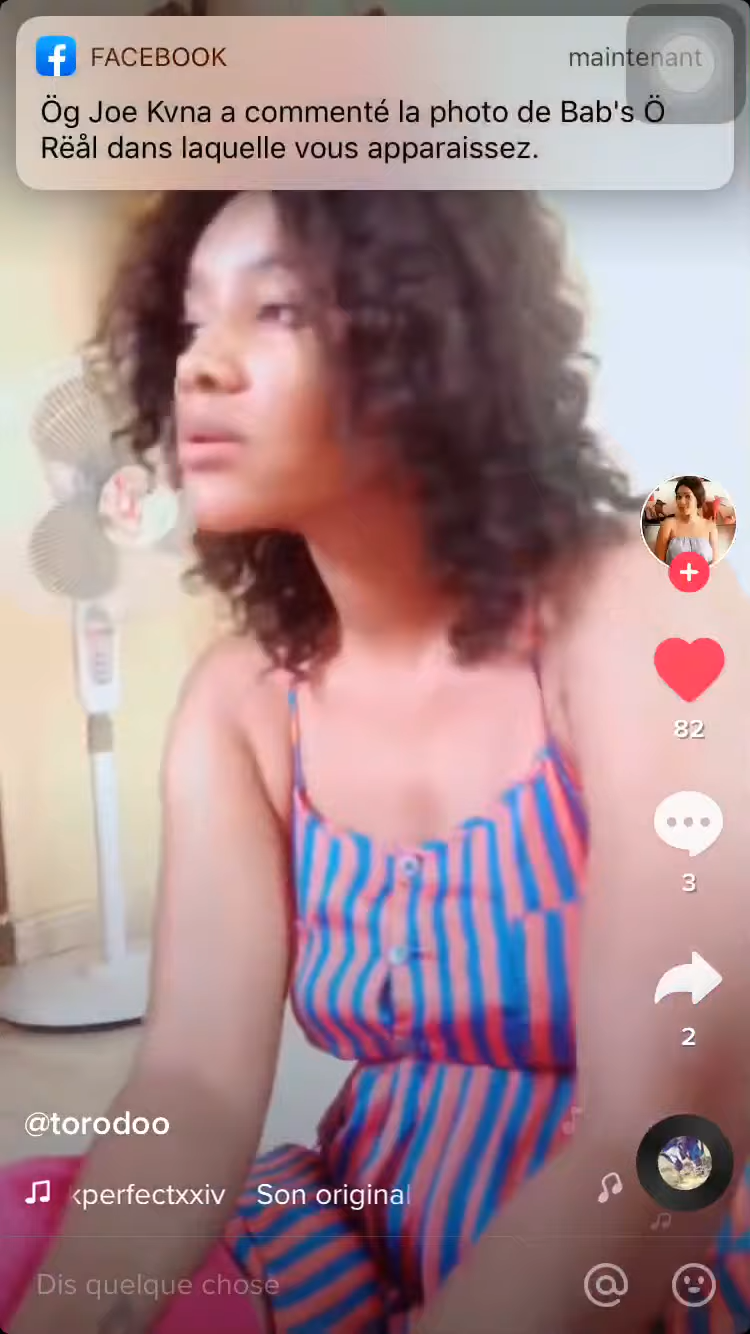 FACEBOOK maintenant
Ög Joe Kvna a commenté la photo de Bab's Ö
Rëål dans laquelle vous apparaissez.
82
3
2
@torodoo
kperfectxxiv Son original
Dis quelque chose